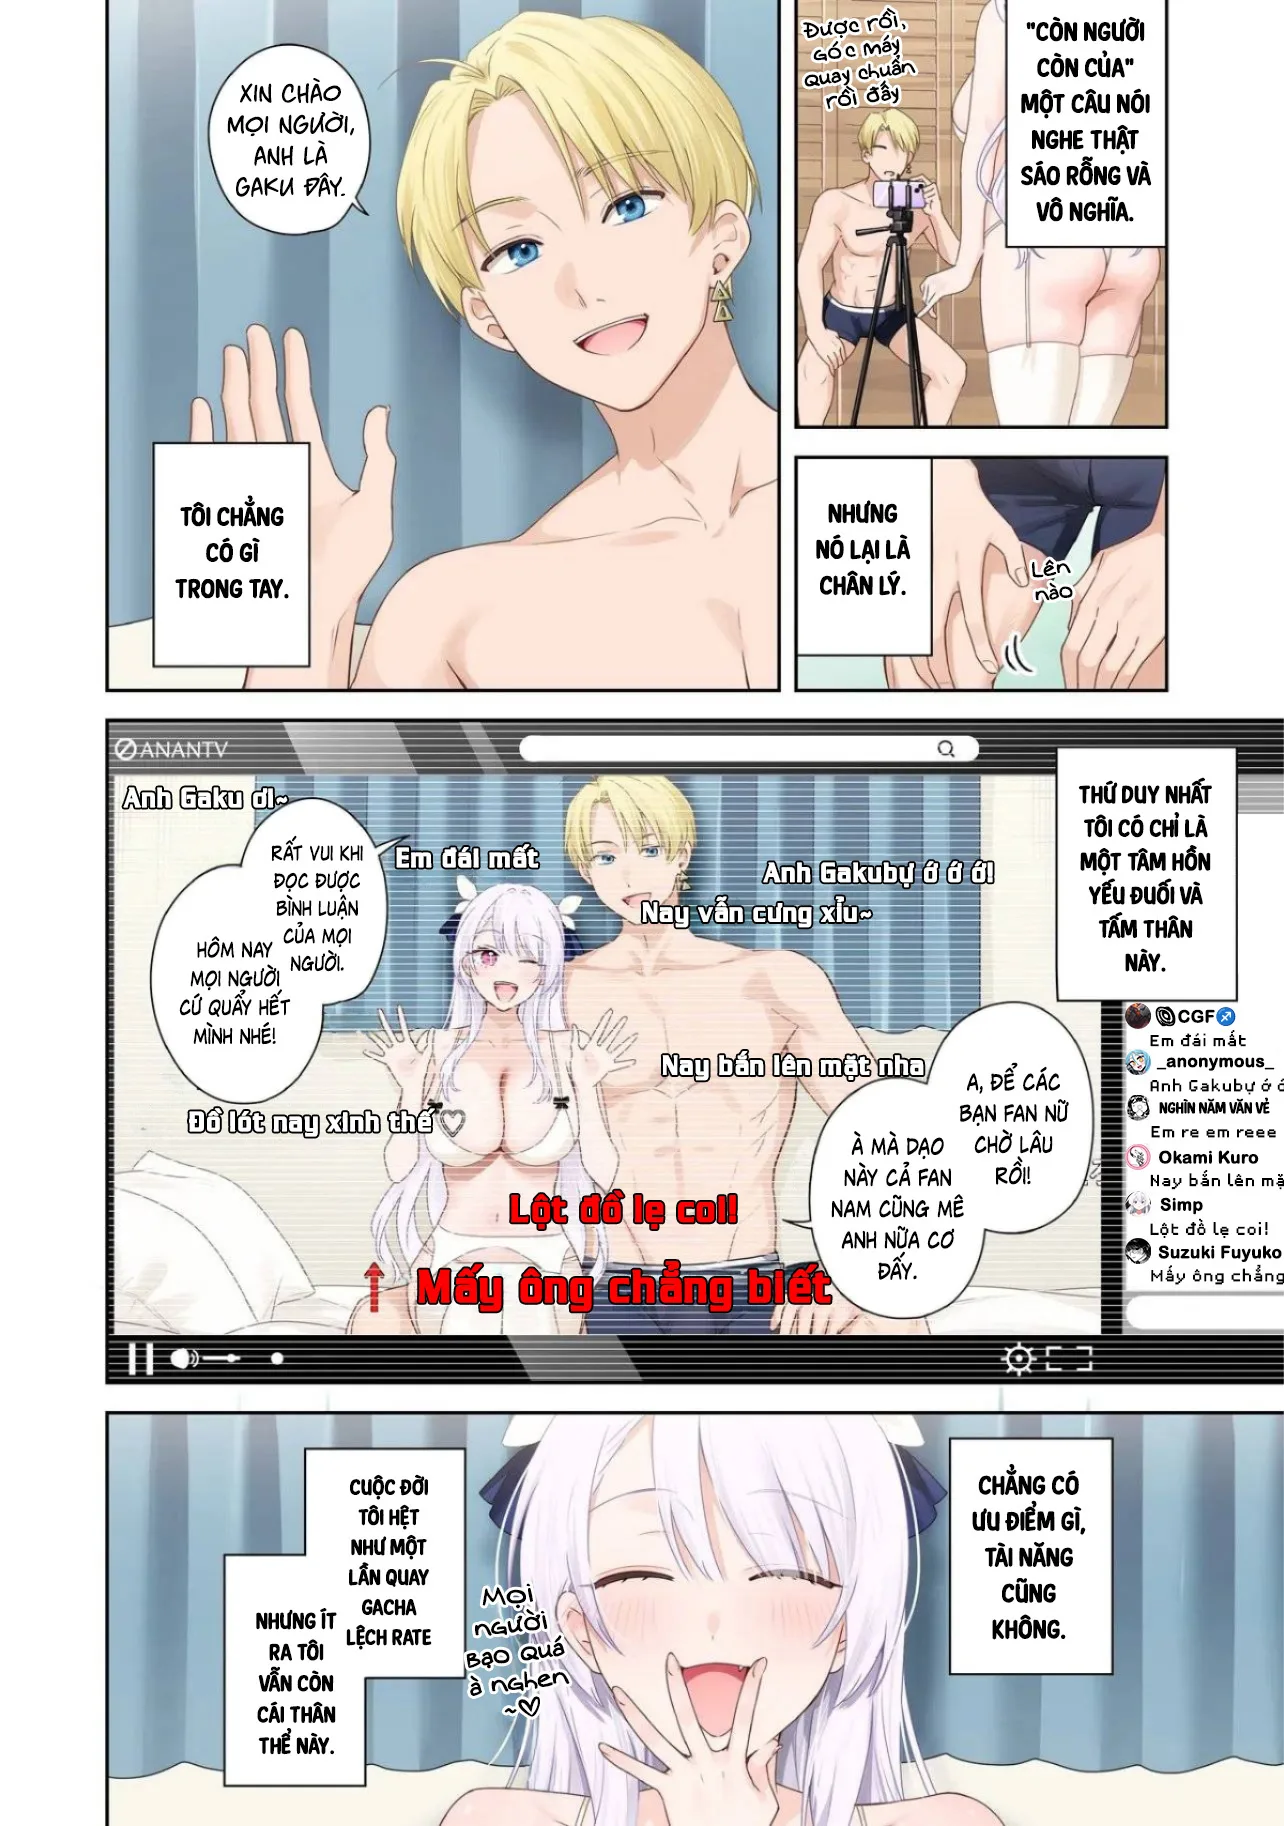 "CÒN NGƯỜI
CÒN CỦA"
MỘT CÂU NÓI
NGHE THẬT
SÁO RỖNG VÀ
VÔ NGHĨA.
Được rồi,
Góc máy
Quay chuẩn
rồi đấy
NHƯNG
NÓ LẠI LÀ
CHÂN LÝ.
Lên
nào
XIN CHÀO
MỌI NGƯỜI,
ANH LÀ
GAKU ĐÂY.
TÔI CHẲNG
CÓ GÌ
TRONG TAY.
ANANTV
THỨ DUY NHẤT
TÔI CÓ CHỈ LÀ
MỘT TÂM HỒN
YẾU ĐUỐI VÀ
TẤM THÂN
NÀY.
Anh Gaku ơi~
RẤT VUI KHI
ĐỌC ĐƯỢC
BÌNH LUẬN
CỦA MỌI
NGƯỜI.
HÔM NAY
MỌI NGƯỜI
CỨ QUẨY HẾT
MÌNH NHÉ!
Em đái mất
Anh Gakubự ớ ớ ớ!
Nay vẫn cưng xỉu~
Nay bắn lên mặt nha
Đồ lót nay xinh thế♡
A, ĐỂ CÁC
BẠN FAN NỮ
CHỜ LÂU
RỒI!
À MÀ DẠO
NÀY CẢ FAN
NAM CŨNG MÊ
ANH NỮA CƠ
ĐẤY.
Lột đồ lẹ coi!
↑ Mấy ông chẳng biết
CGF
Em đái mất
_anonymous_
Anh Gakubự ớ ớ
NGHÌN NĂM VĂN VẺ
Em re em reee
Okami Kuro
Nay bắn lên mặ
Simp
Lột đồ lẹ coi!
Suzuki Fuyuko
Mấy ông chẳng
CHẲNG CÓ
ƯU ĐIỂM GÌ,
TÀI NĂNG
CŨNG
KHÔNG.
CUỘC ĐỜI
TÔI HỆT
NHƯ MỘT
LẦN QUAY
GACHA
LỆCH RATE
NHƯNG ÍT
RA TÔI
VẪN CÒN
CÁI THÂN
THỂ NÀY.
Mọi
người
Bạo Quá
à nghen
~♡